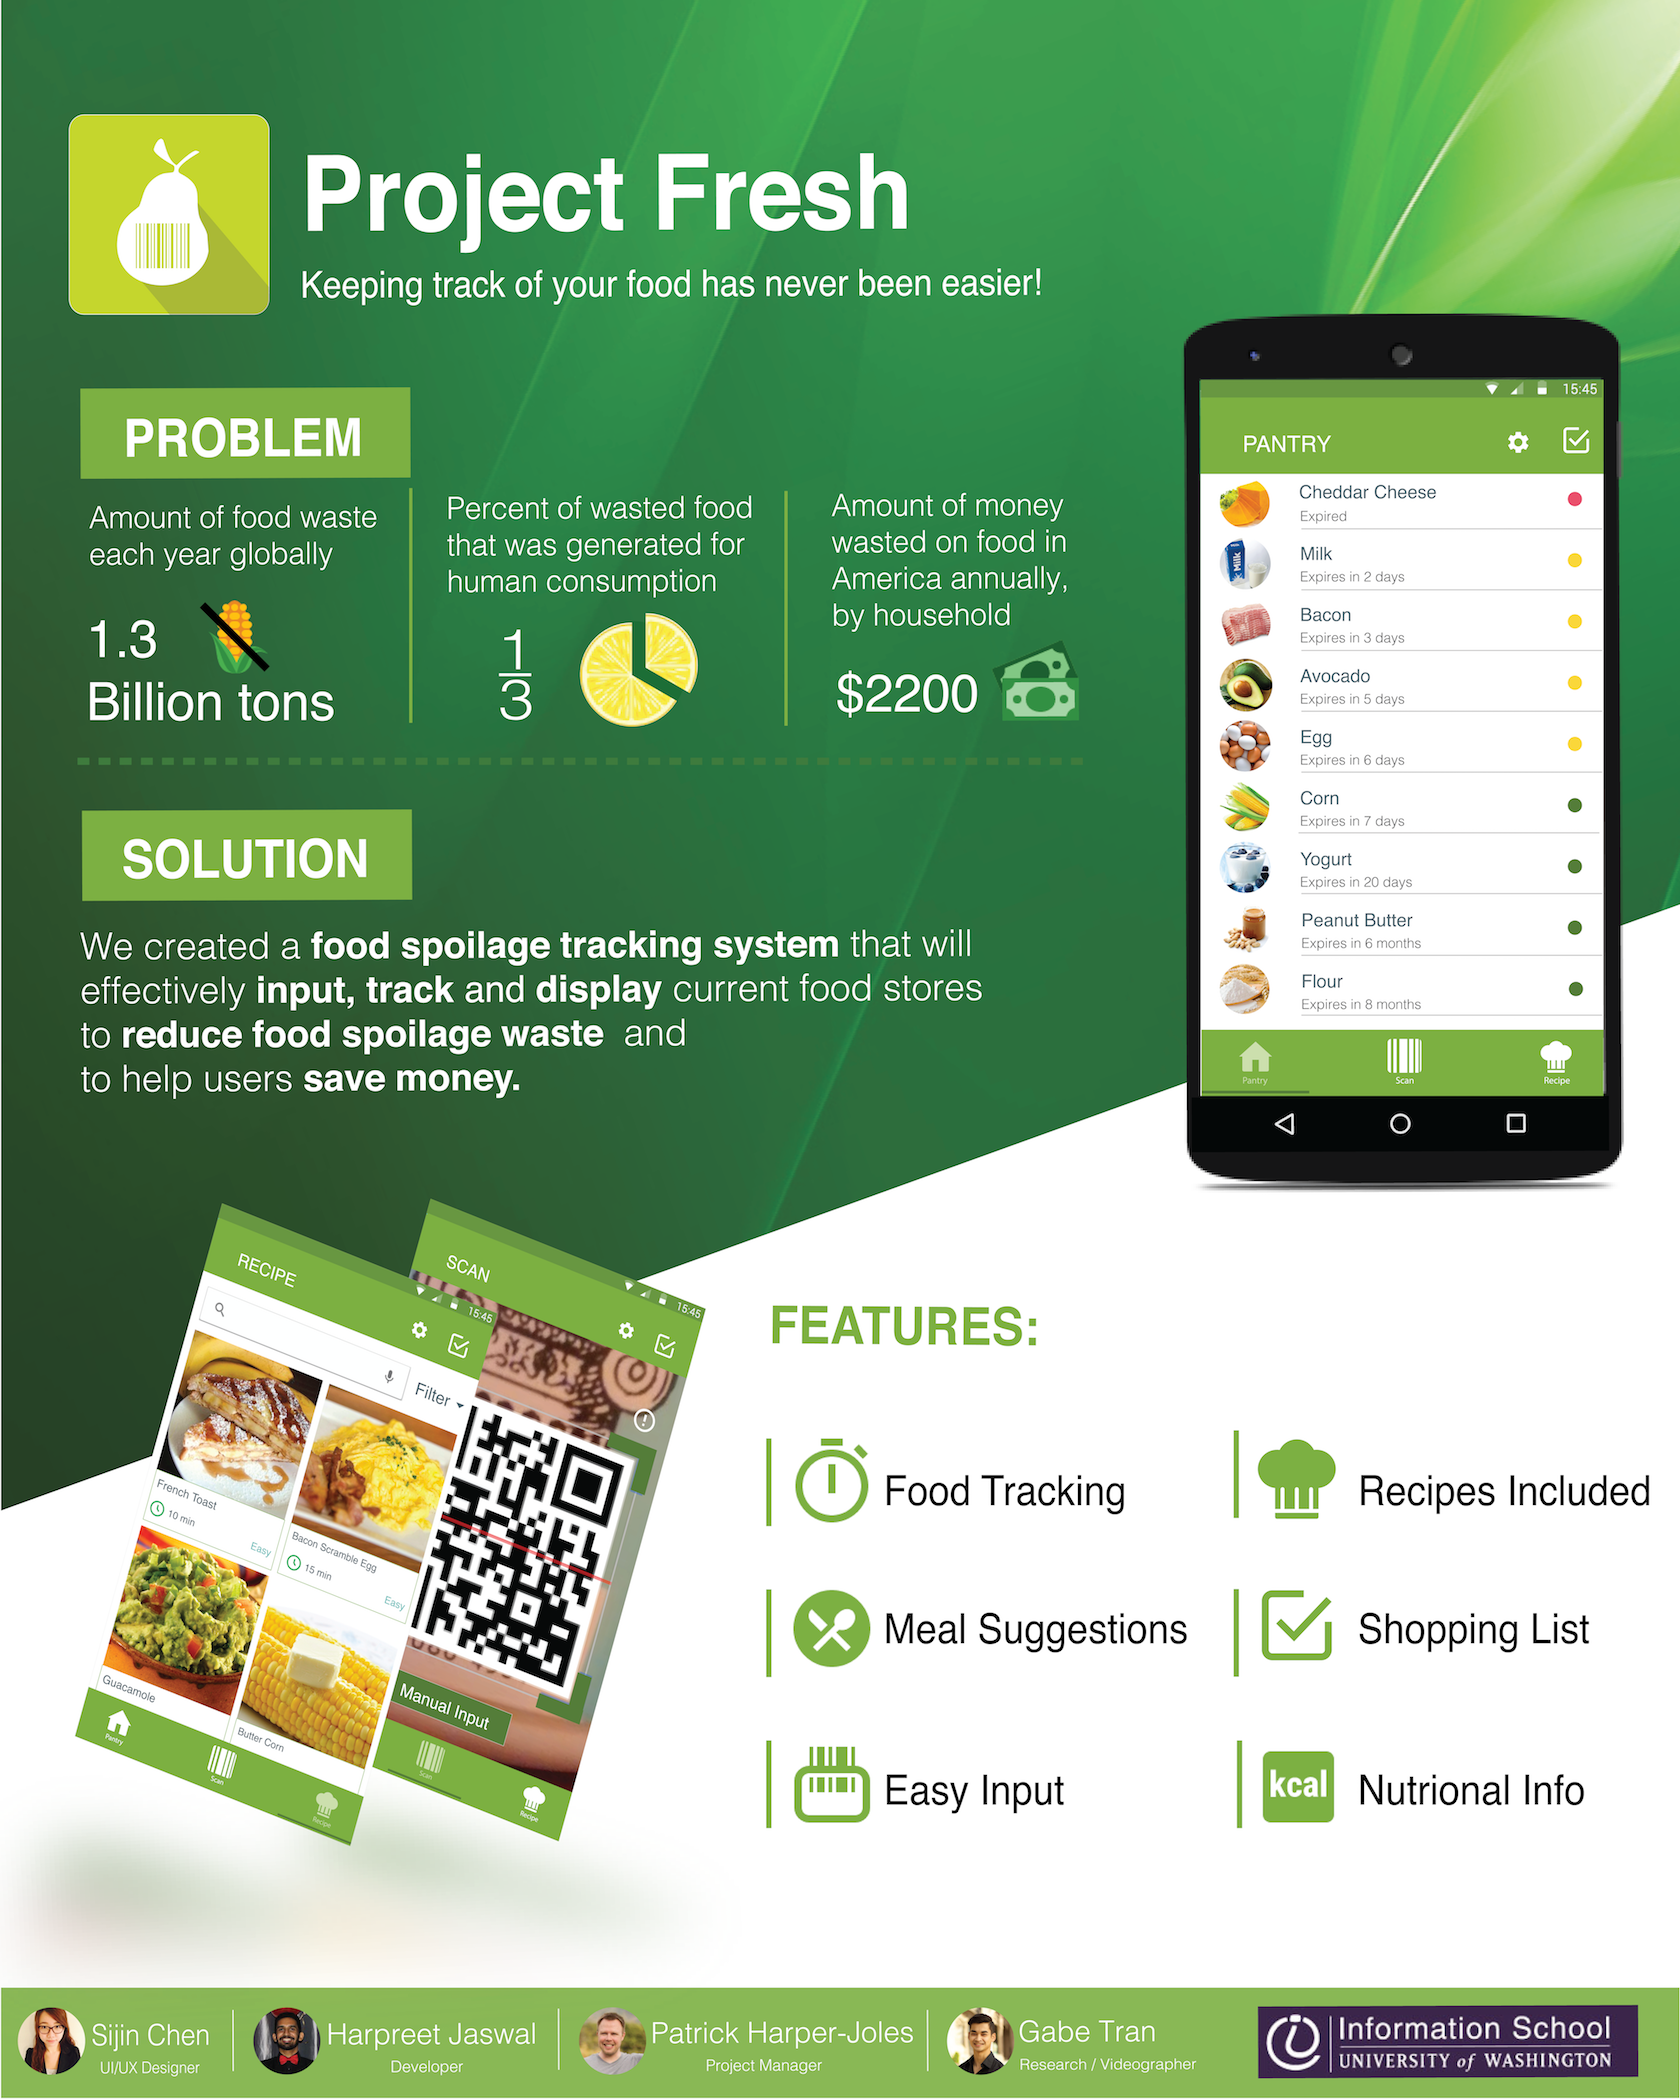 Project Fresh
Keeping track of your food has never been easier!
PROBLEM
Amount of food waste
each year globally
1.3
Billion tons
Percent of wasted food
that was generated for
human consumption
1
3
Amount of money
wasted on food in
America annually,
by household
$2200
SOLUTION
We created a food spoilage tracking system that will
effectively input, track and display current food stores
to reduce food spoilage waste and
to help users save money.
15:45
PANTRY
Cheddar Cheese
Expired
Milk
Milk
Expires in 2 days
Bacon
Expires in 3 days
Avocado
Expires in 5 days
Egg
Expires in 6 days
Corn
Expires in 7 days
Yogurt
Expires in 20 days
Peanut Butter
Expires in 6 months
Flour
Expires in 8 months
Pantry
Scan
Recipe
RECIPE
15:45
Filter
French Toast
10 min
Easy
Bacon Scramble Egg
15 min
Easy
Guacamole
Butter Corn
Pantry
Scan
Recipe
SCAN
15:45
Manual Input
Scan
Recipe
FEATURES:
Food Tracking
Recipes Included
Meal Suggestions
Shopping List
Easy Input
kcal
Nutrional Info
Sijin Chen
UI/UX Designer
Harpreet Jaswal
Developer
Patrick Harper-Joles
Project Manager
Gabe Tran
Research / Videographer
Information School
UNIVERSITY of WASHINGTON